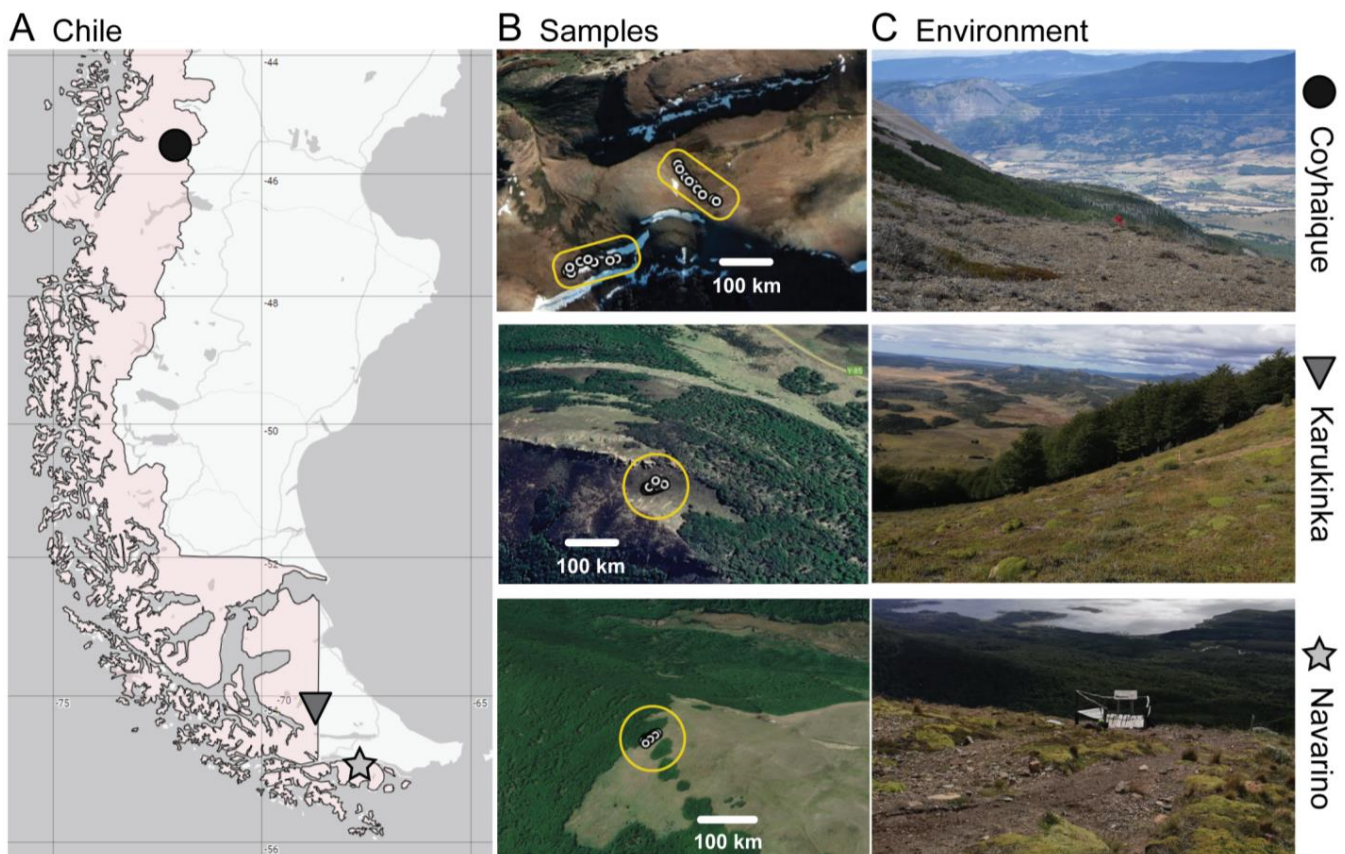 A Chile
B Samples
C Environment
-44
-46
-48
-50
-52
-75
-70
-65
-56
100 km
100 km
100 km
Coyhaique
Karukinka
Navarino